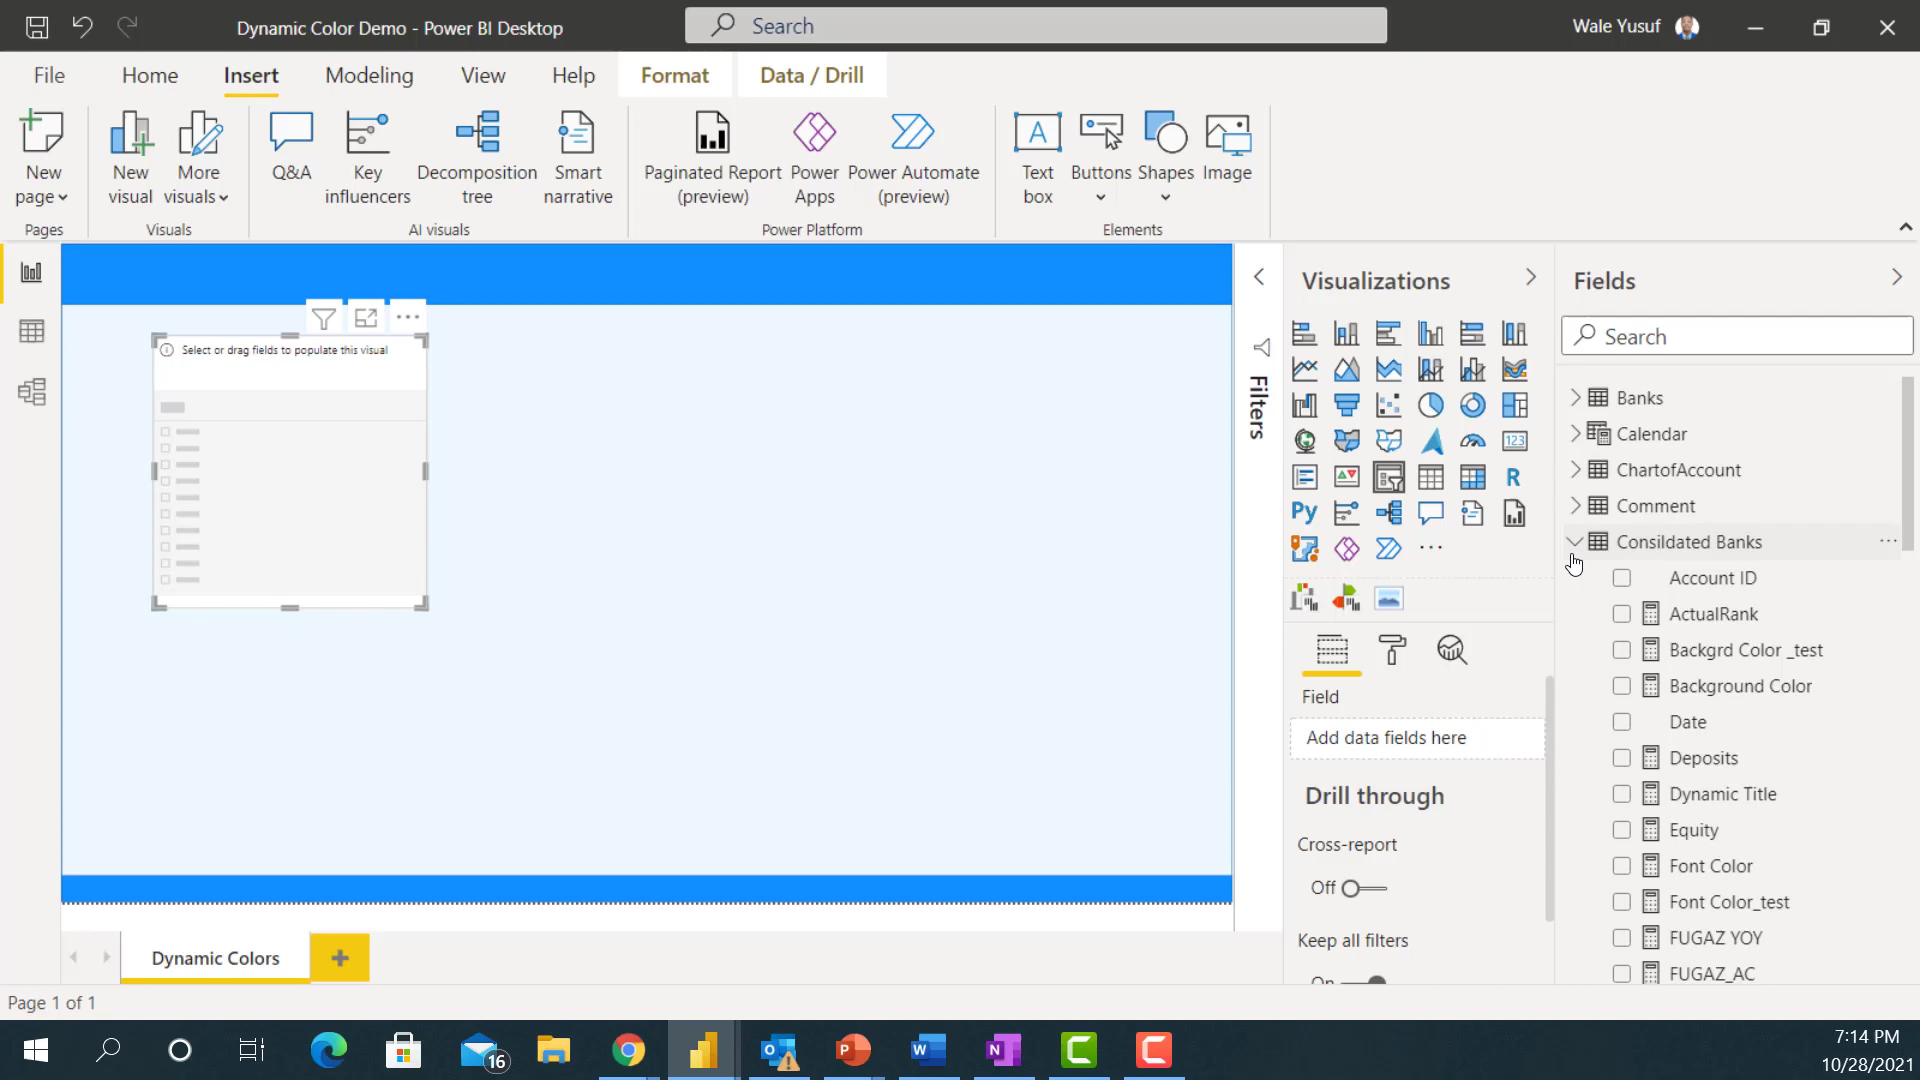 Dynamic Color Demo - Power BI Desktop
Search
Wale Yusuf
File
Home
Insert
Modeling
View
Help
Format
Data / Drill
New
page
Pages
New
visual
More
visuals
Visuals
Q&A
Key
influencers
Decomposition
tree
Smart
narrative
AI visuals
Paginated Report
(preview)
Power
Apps
Power Automate
(preview)
Power Platform
Text
box
Buttons
Shapes
Image
Elements
Select or drag fields to populate this visual
Filters
Visualizations
123
R
Py
Field
Add data fields here
Drill through
Cross-report
Off
Keep all filters
On
Fields
Search
Banks
Calendar
ChartofAccount
Comment
Consildated Banks
Account ID
ActualRank
Backgrd Color _test
Background Color
Date
Deposits
Dynamic Title
Equity
Font Color
Font Color_test
FUGAZ YOY
FUGAZ_AC
Dynamic Colors
Page 1 of 1
16
7:14 PM
10/28/2021